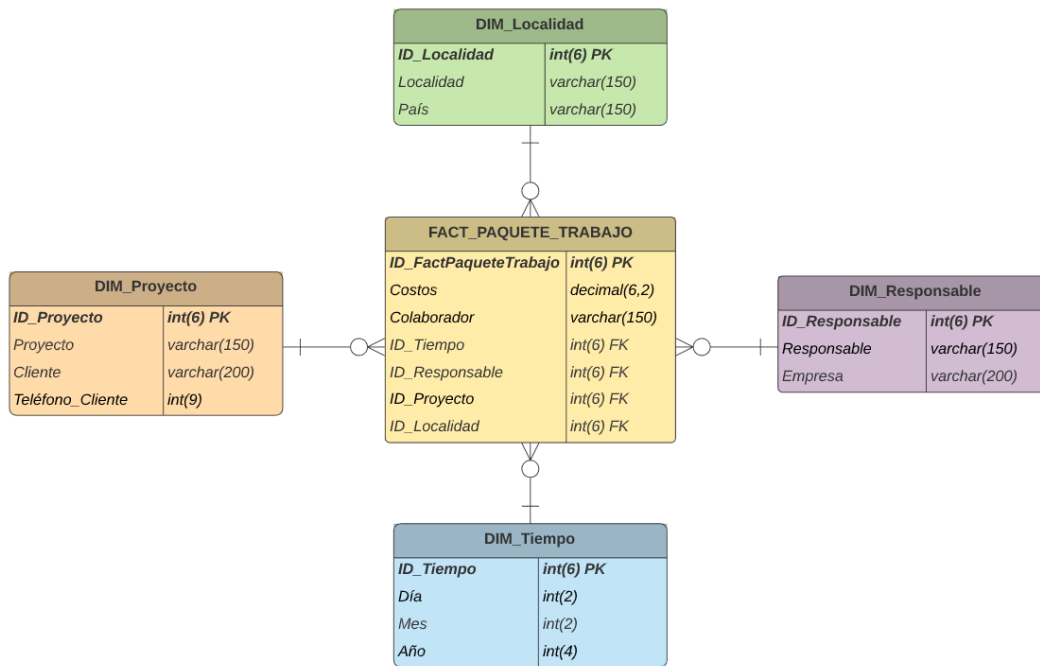 DIM_Localidad
ID_Localidad int(6) PK
Localidad varchar(150)
País varchar(150)
FACT_PAQUETE_TRABAJO
ID_FactPaqueteTrabajo int(6) PK
Costos decimal(6,2)
Colaborador varchar(150)
ID_Tiempo int(6) FK
ID_Responsable int(6) FK
ID_Proyecto int(6) FK
ID_Localidad int(6) FK
DIM_Proyecto
ID_Proyecto int(6) PK
Proyecto varchar(150)
Cliente varchar(200)
Teléfono_Cliente int(9)
DIM_Responsable
ID_Responsable int(6) PK
Responsable varchar(150)
Empresa varchar(200)
DIM_Tiempo
ID_Tiempo int(6) PK
Día int(2)
Mes int(2)
Año int(4)